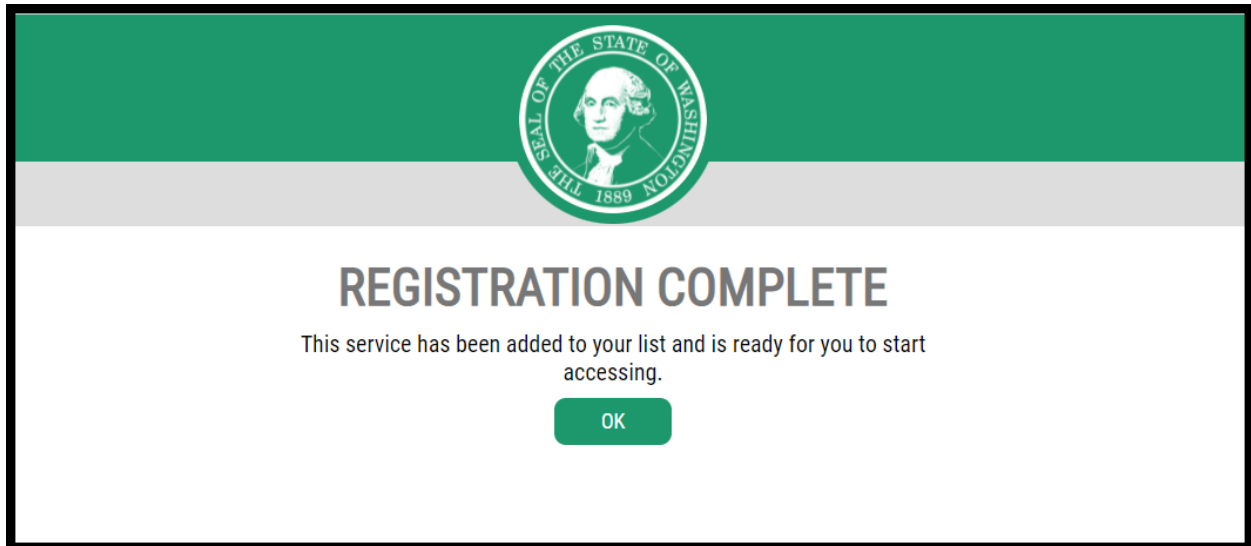 THE SEAL OF THE STATE OF WASHINGTON
1889
REGISTRATION COMPLETE
This service has been added to your list and is ready for you to start
accessing.
OK